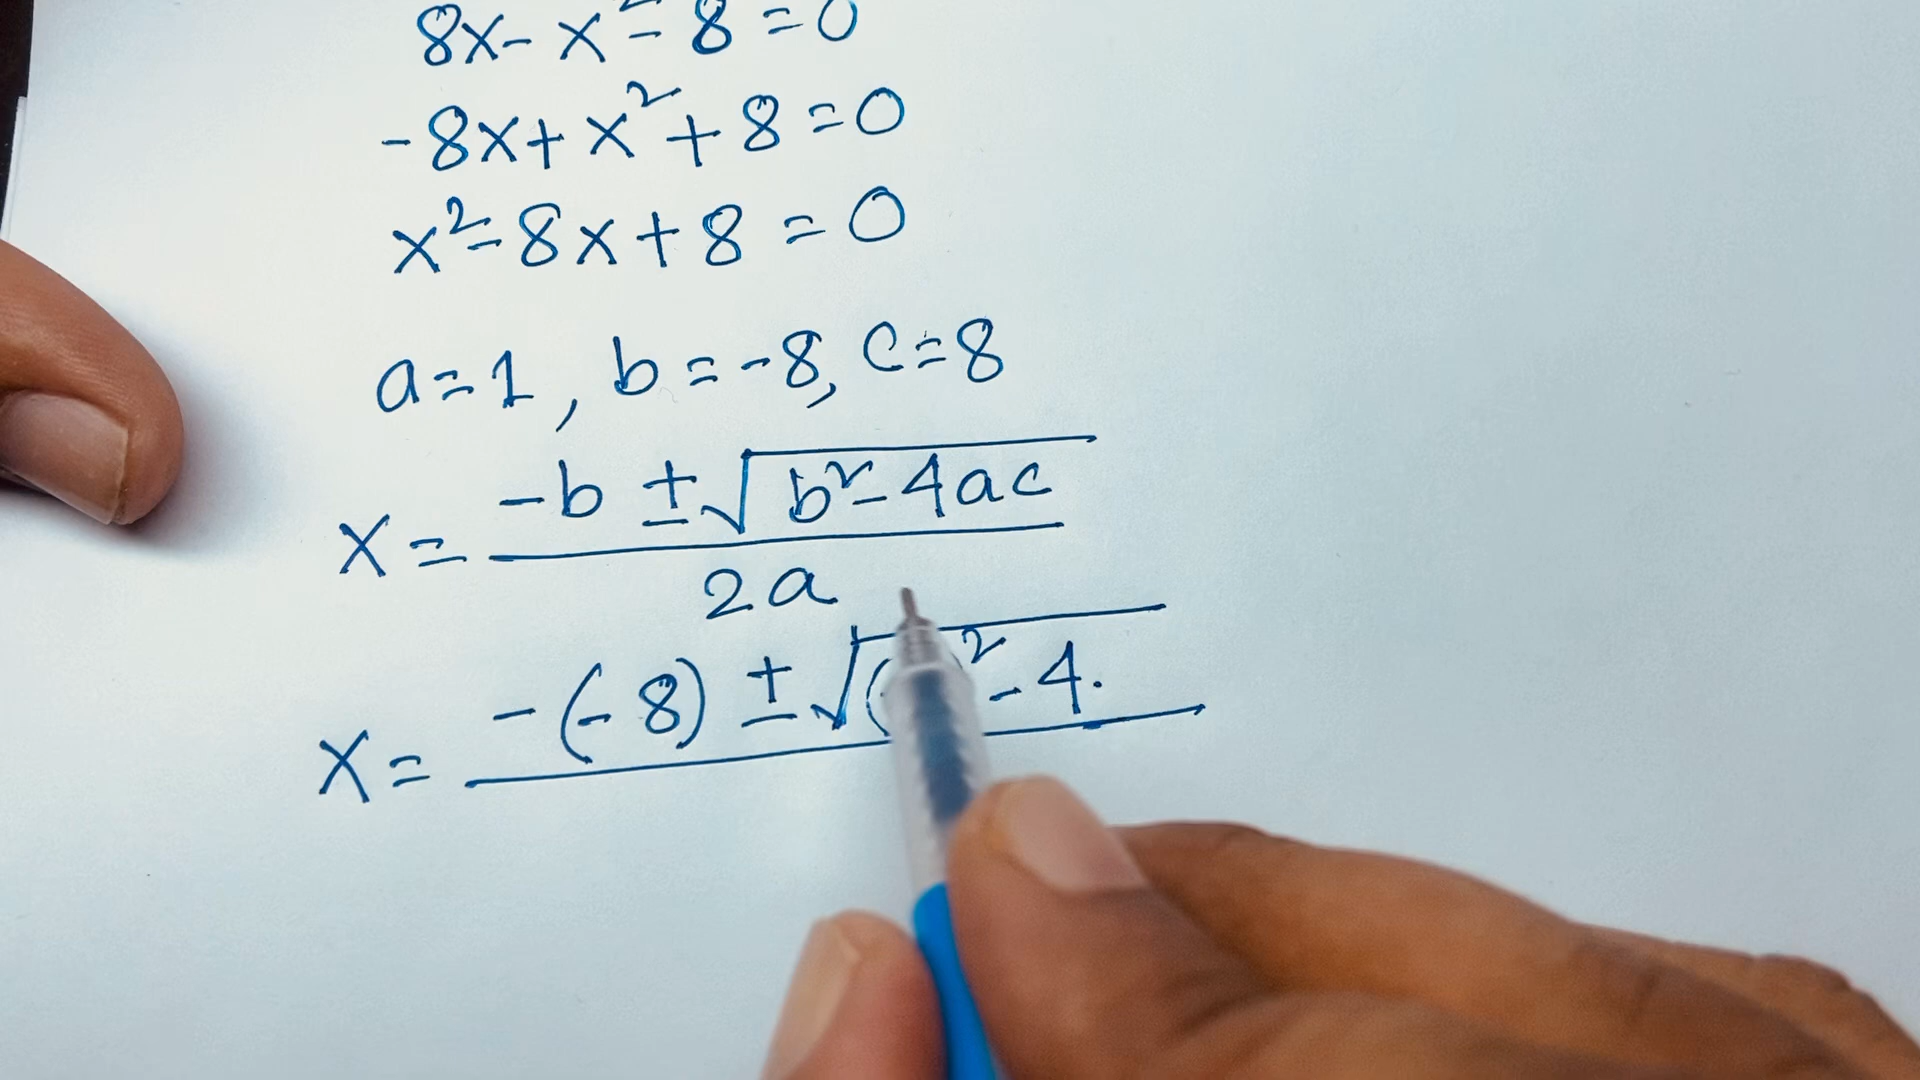 8x - x² - 8 = 0
-8x + x² + 8 = 0
x² - 8x + 8 = 0
a = 1, b = -8, c = 8
x = (-b ± √(b² - 4ac)) / 2a
x = -(-8) ± √( )² - 4.